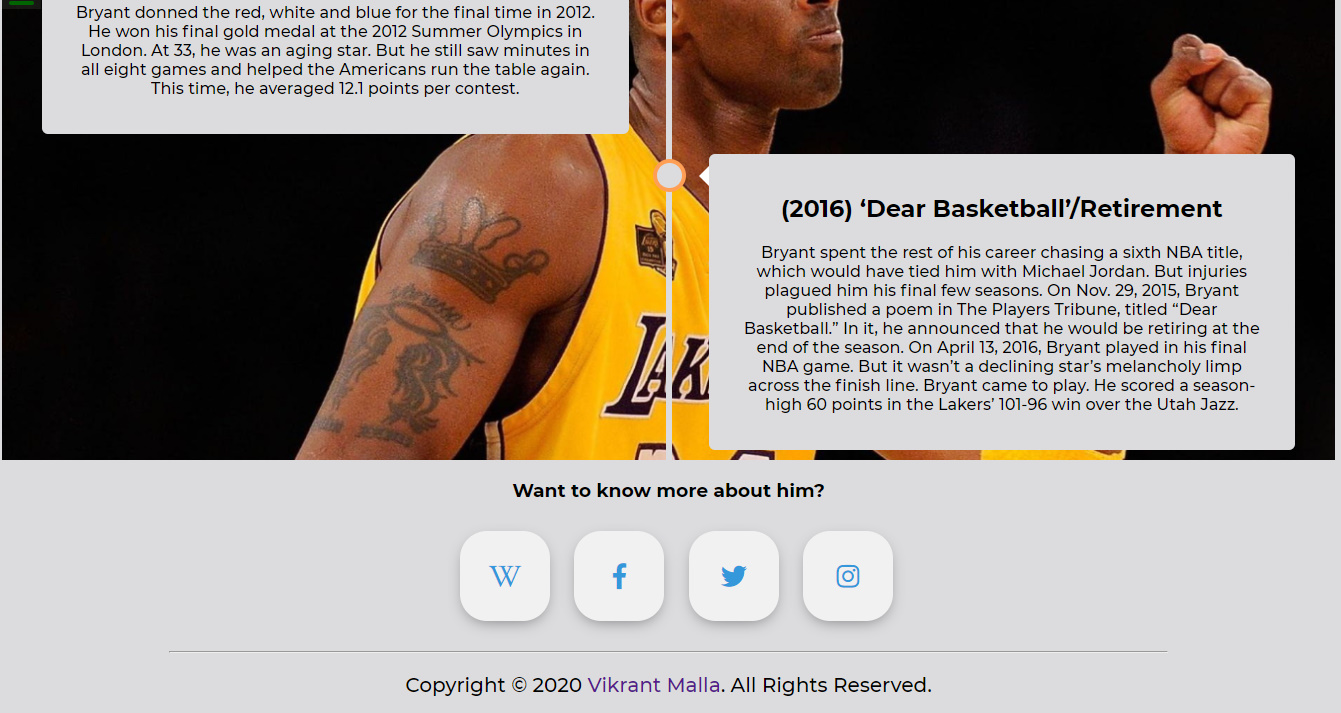 Bryant donned the red, white and blue for the final time in 2012.
He won his final gold medal at the 2012 Summer Olympics in
London. At 33, he was an aging star. But he still saw minutes in
all eight games and helped the Americans run the table again.
This time, he averaged 12.1 points per contest.
(2016) ‘Dear Basketball’/Retirement
Bryant spent the rest of his career chasing a sixth NBA title,
which would have tied him with Michael Jordan. But injuries
plagued him his final few seasons. On Nov. 29, 2015, Bryant
published a poem in The Players Tribune, titled “Dear
Basketball.” In it, he announced that he would be retiring at the
end of the season. On April 13, 2016, Bryant played in his final
NBA game. But it wasn’t a declining star’s melancholy limp
across the finish line. Bryant came to play. He scored a season-
high 60 points in the Lakers’ 101-96 win over the Utah Jazz.
Want to know more about him?
W
Copyright © 2020 Vikrant Malla. All Rights Reserved.